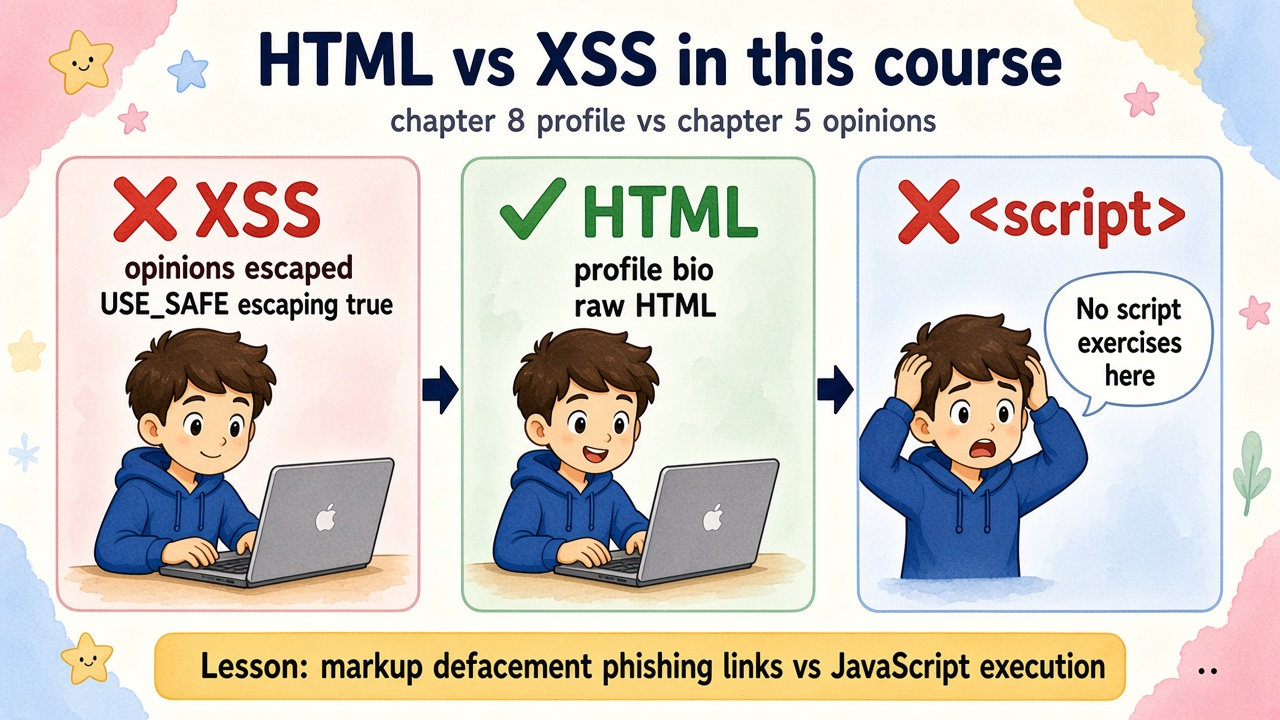 HTML vs XSS in this course
chapter 8 profile vs chapter 5 opinions
XSS
opinions escaped
USE_SAFE escaping true
HTML
profile bio
raw HTML
<script>
No script
exercises
here
Lesson: markup defacement phishing links vs JavaScript execution